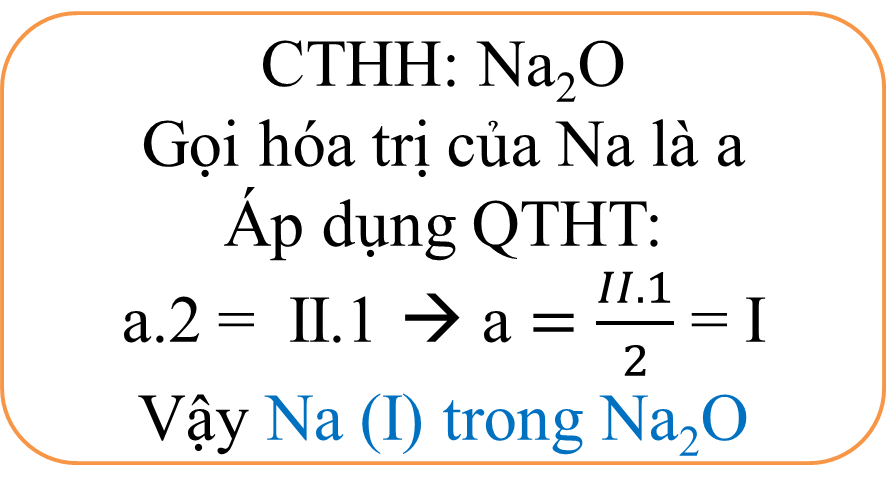 CTHH: Na₂O
Gọi hóa trị của Na là a
Áp dụng QTHT:
a.2 = II.1 → a = \frac{II.1}{2} = I
Vậy Na (I) trong Na₂O